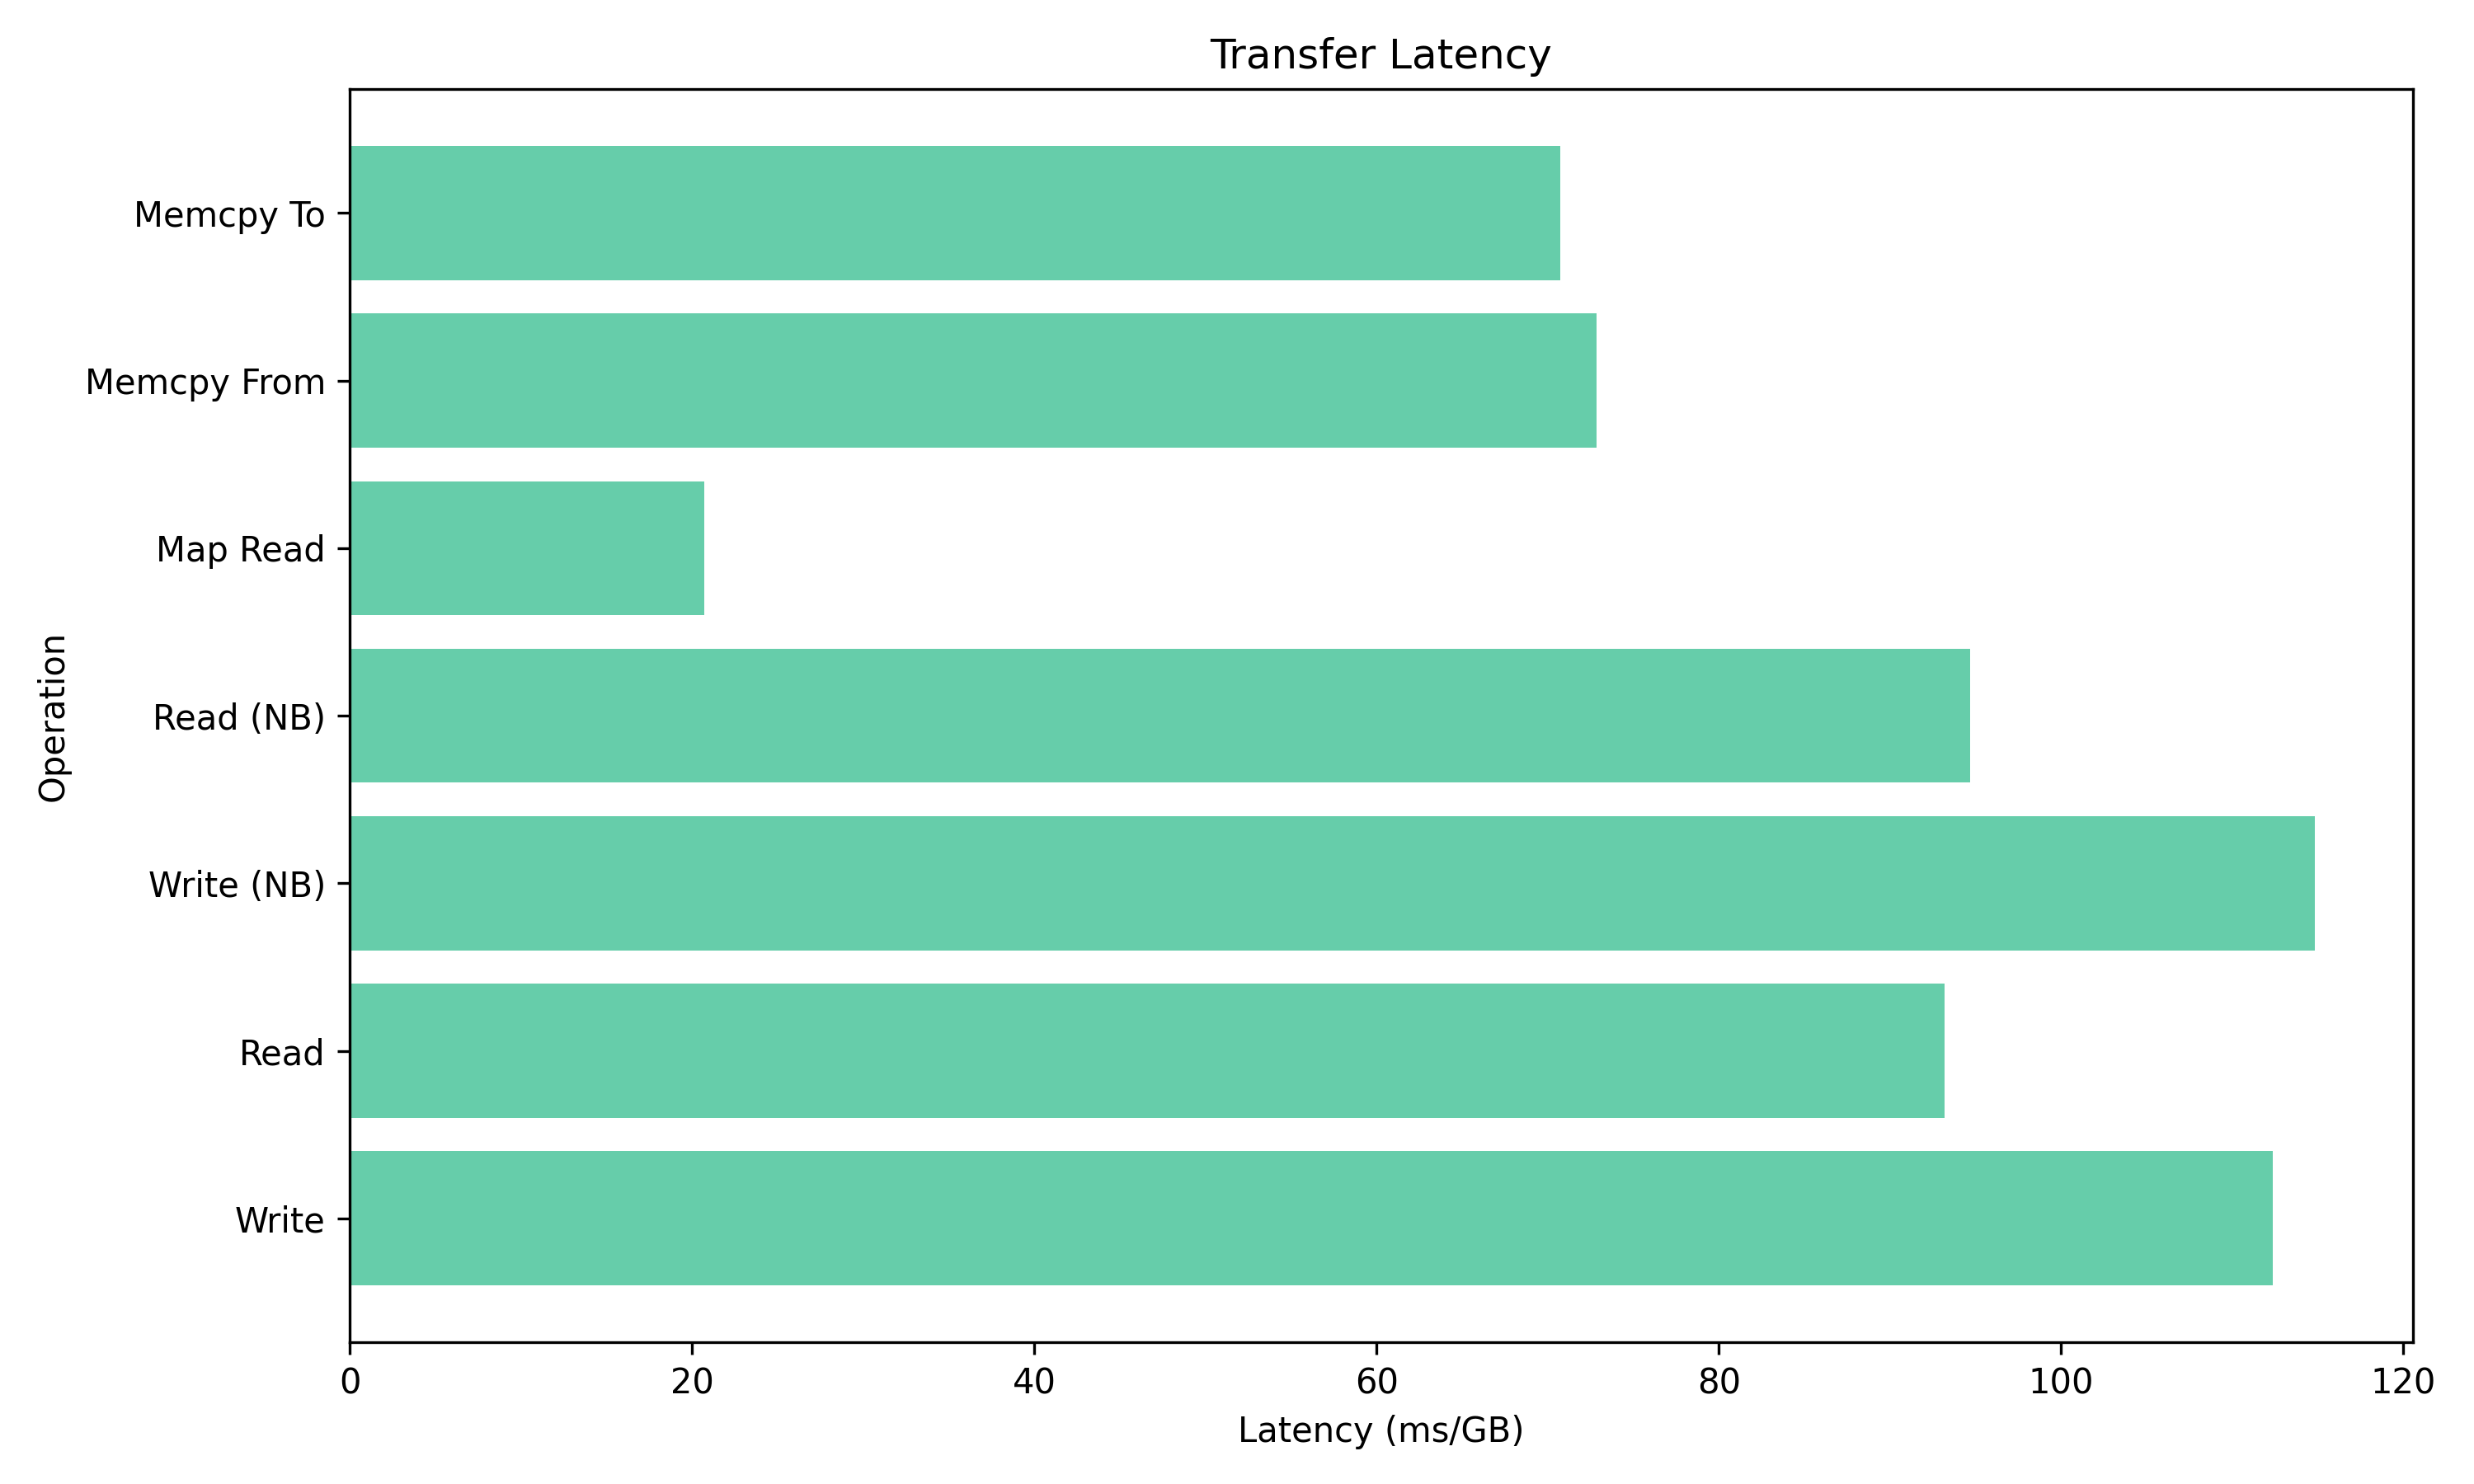 Transfer Latency
Memcpy To
Memcpy From
Map Read
Read (NB)
Write (NB)
Read
Write
Operation
0 20 40 60 80 100 120
Latency (ms/GB)